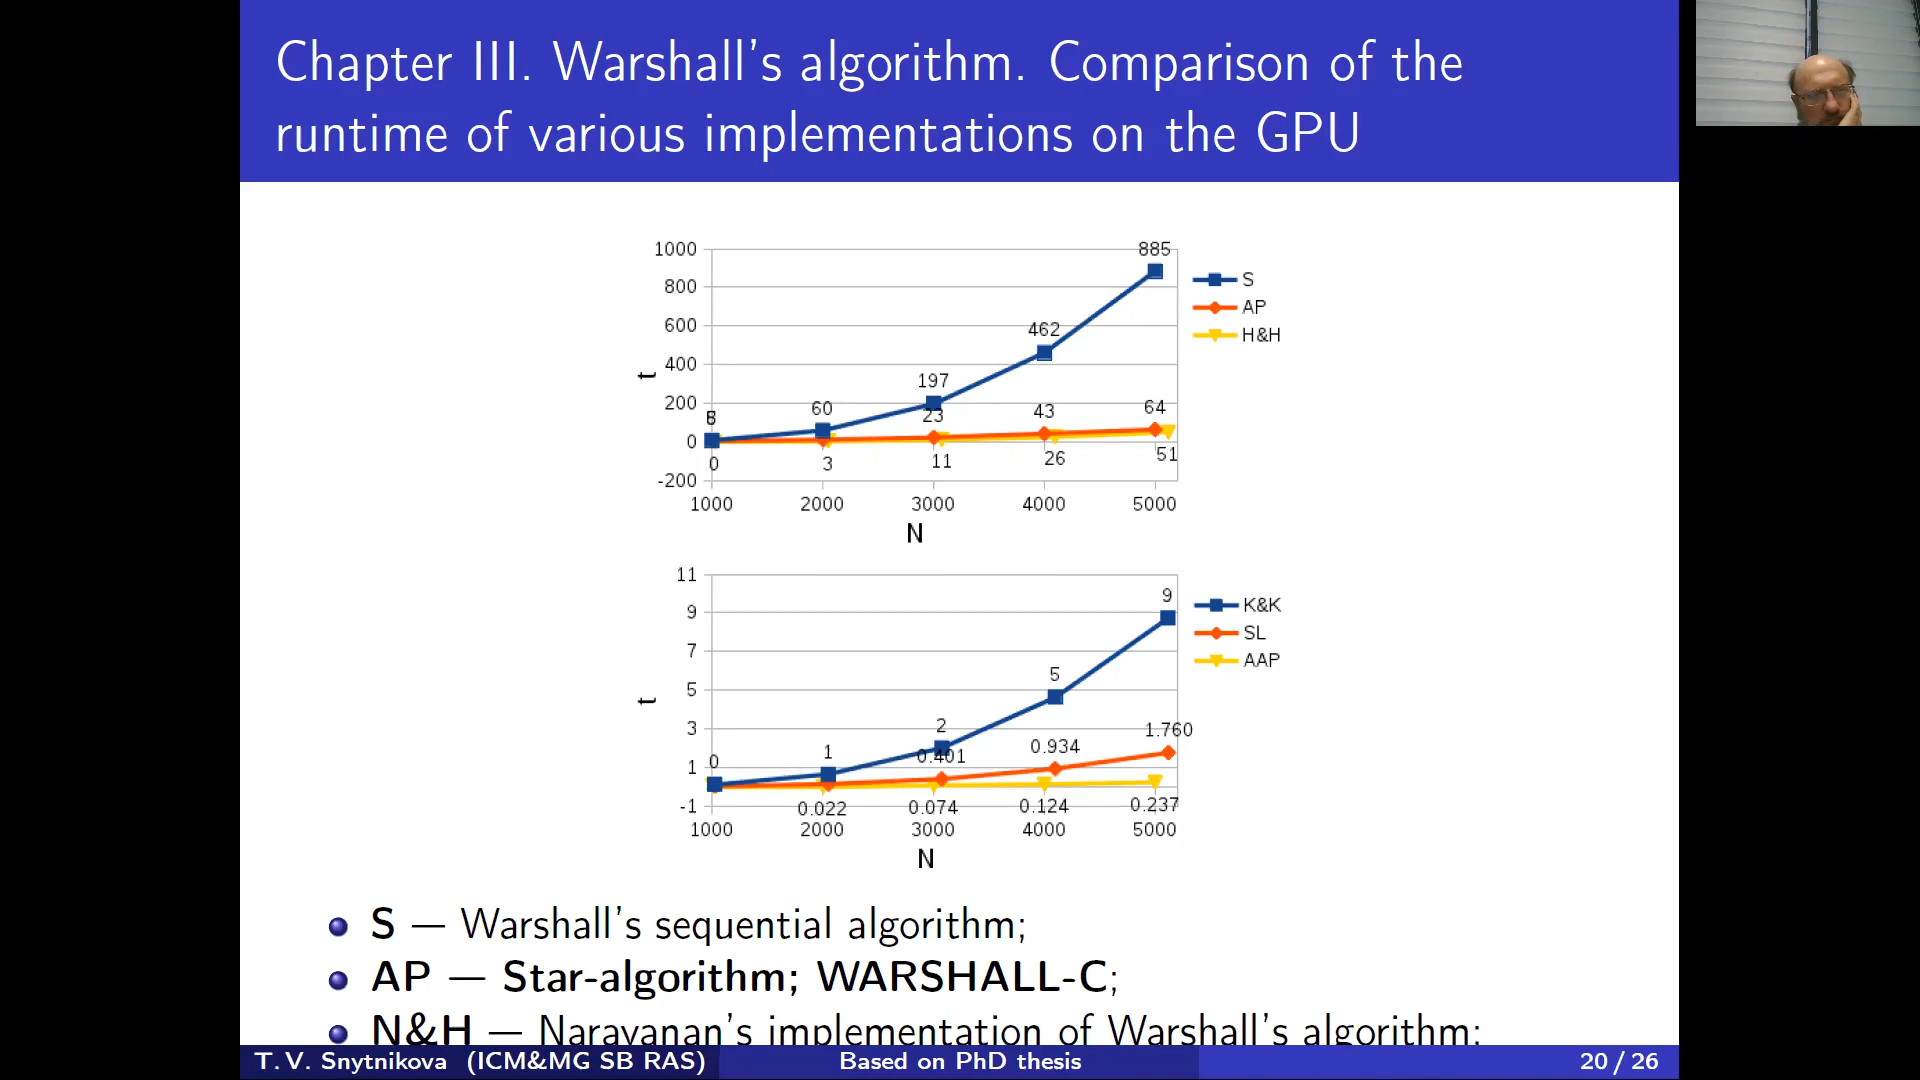 Chapter III. Warshall's algorithm. Comparison of the
runtime of various implementations on the GPU
1000
800
600
400
200
0
-200
t
885
462
197
60
8
23
43
64
0
3
11
26
51
1000 2000 3000 4000 5000
N
S
AP
H&H
11
9
7
5
3
1
-1
t
9
5
2
1
0
0.401
0.934
1.760
0.022
0.074
0.124
0.237
1000 2000 3000 4000 5000
N
K&K
SL
AAP
S — Warshall's sequential algorithm;
AP — Star-algorithm; WARSHALL-C;
N&H — Narayanan's implementation of Warshall's algorithm;
T. V. Snytnikova (ICM&MG SB RAS) Based on PhD thesis 20 / 26